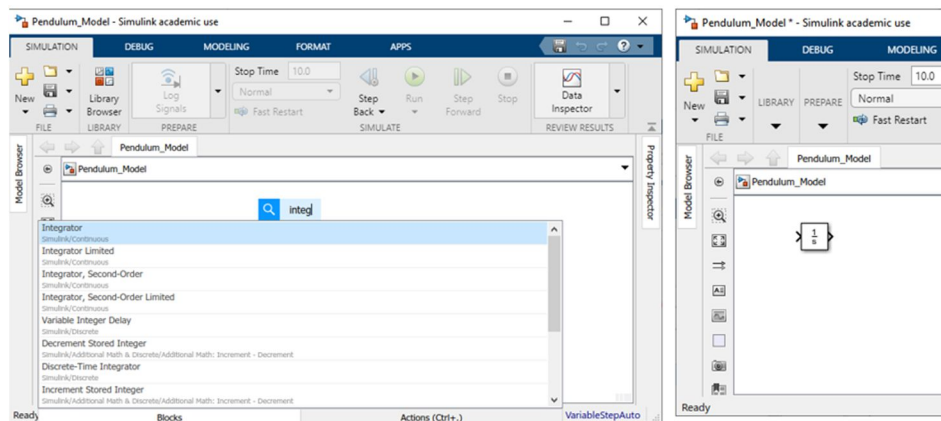 Pendulum_Model - Simulink academic use
SIMULATION DEBUG MODELING FORMAT APPS
New
Library Browser
Log Signals
Stop Time 10.0
Normal
Fast Restart
Step Back
Run
Step Forward
Stop
Data Inspector
FILE LIBRARY PREPARE SIMULATE REVIEW RESULTS
Pendulum_Model
Pendulum_Model
Model Browser
Property Inspector
integ
Integrator
Simulink/Continuous
Integrator Limited
Simulink/Continuous
Integrator, Second-Order
Simulink/Continuous
Integrator, Second-Order Limited
Simulink/Continuous
Variable Integer Delay
Simulink/Discrete
Decrement Stored Integer
Simulink/Additional Math & Discrete/Additional Math: Increment - Decrement
Discrete-Time Integrator
Simulink/Discrete
Increment Stored Integer
Simulink/Additional Math & Discrete/Additional Math: Increment - Decrement
Ready Blocks Actions (Ctrl+.) VariableStepAuto
Pendulum_Model * - Simulink academic use
SIMULATION DEBUG MODELING
New
LIBRARY PREPARE
Stop Time 10.0
Normal
Fast Restart
FILE
Pendulum_Model
Pendulum_Model
Model Browser
1
s
Ready